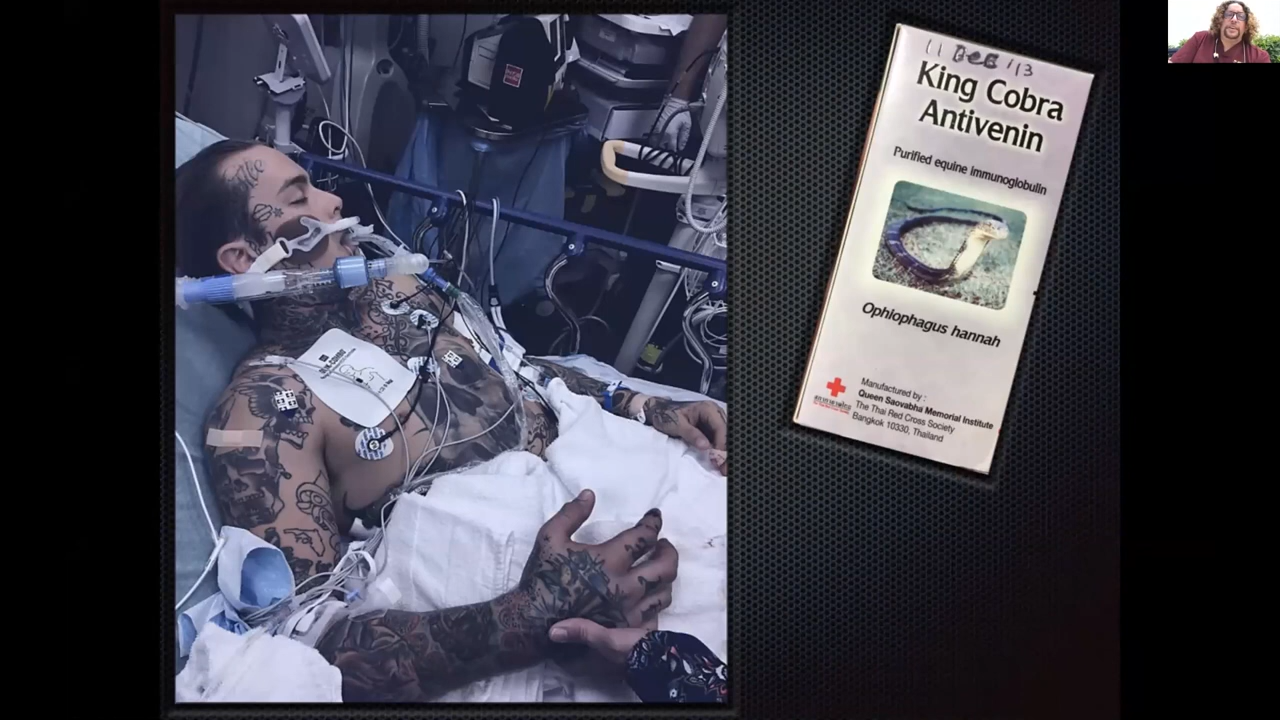 11 Dec 113
King Cobra
Antivenin
Purified equine immunoglobulin
Ophiophagus hannah
Manufactured by :
Queen Saovabha Memorial Institute
The Thai Red Cross Society
Bangkok 10330, Thailand